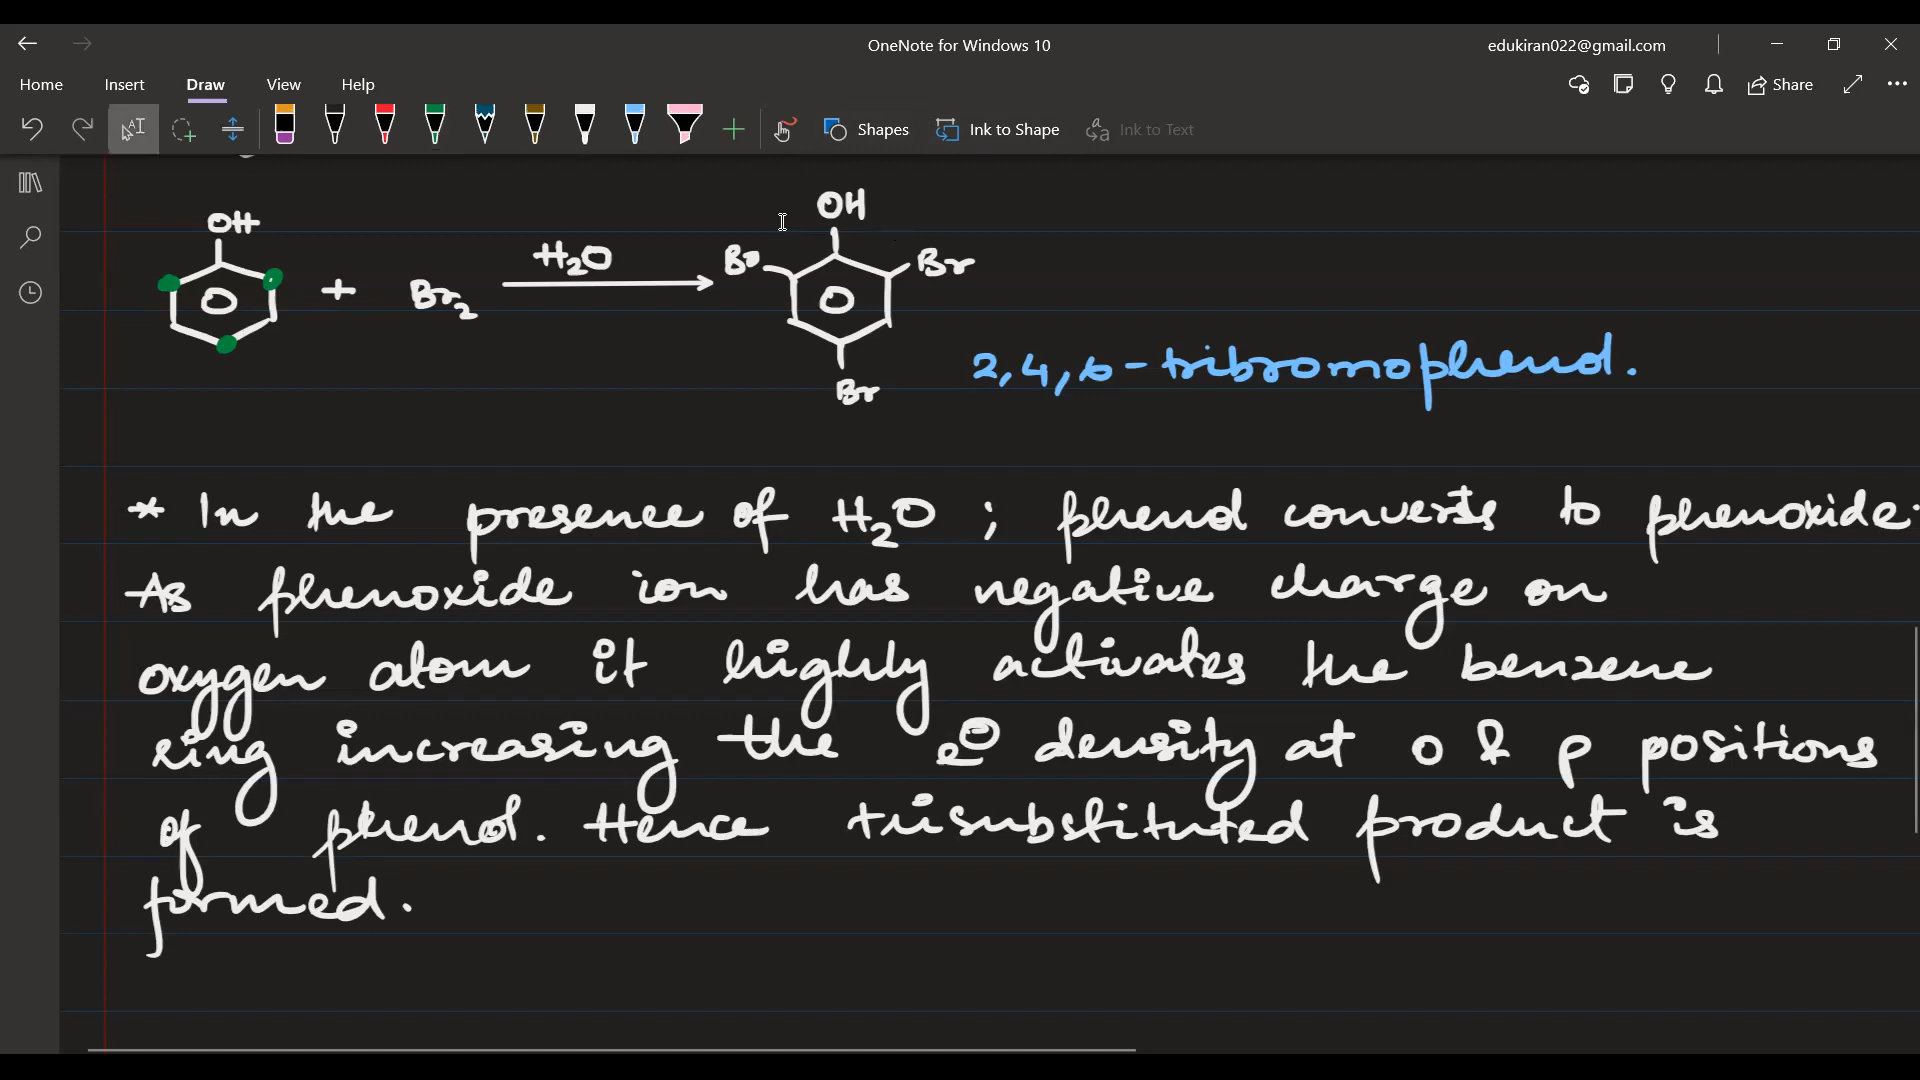 OneNote for Windows 10
edukiran022@gmail.com
Home Insert Draw View Help
Share
Shapes Ink to Shape Ink to Text
OH
+ Br₂ H₂O
OH
Br Br
Br
2,4,6-tribromophenol.
* In the presence of H₂O ; phenol converts to phenoxide.
As phenoxide ion has negative charge on
oxygen atom it highly activates the benzene
ring increasing the e⊖ density at o & p positions
of phenol. Hence trisubstituted product is
formed.